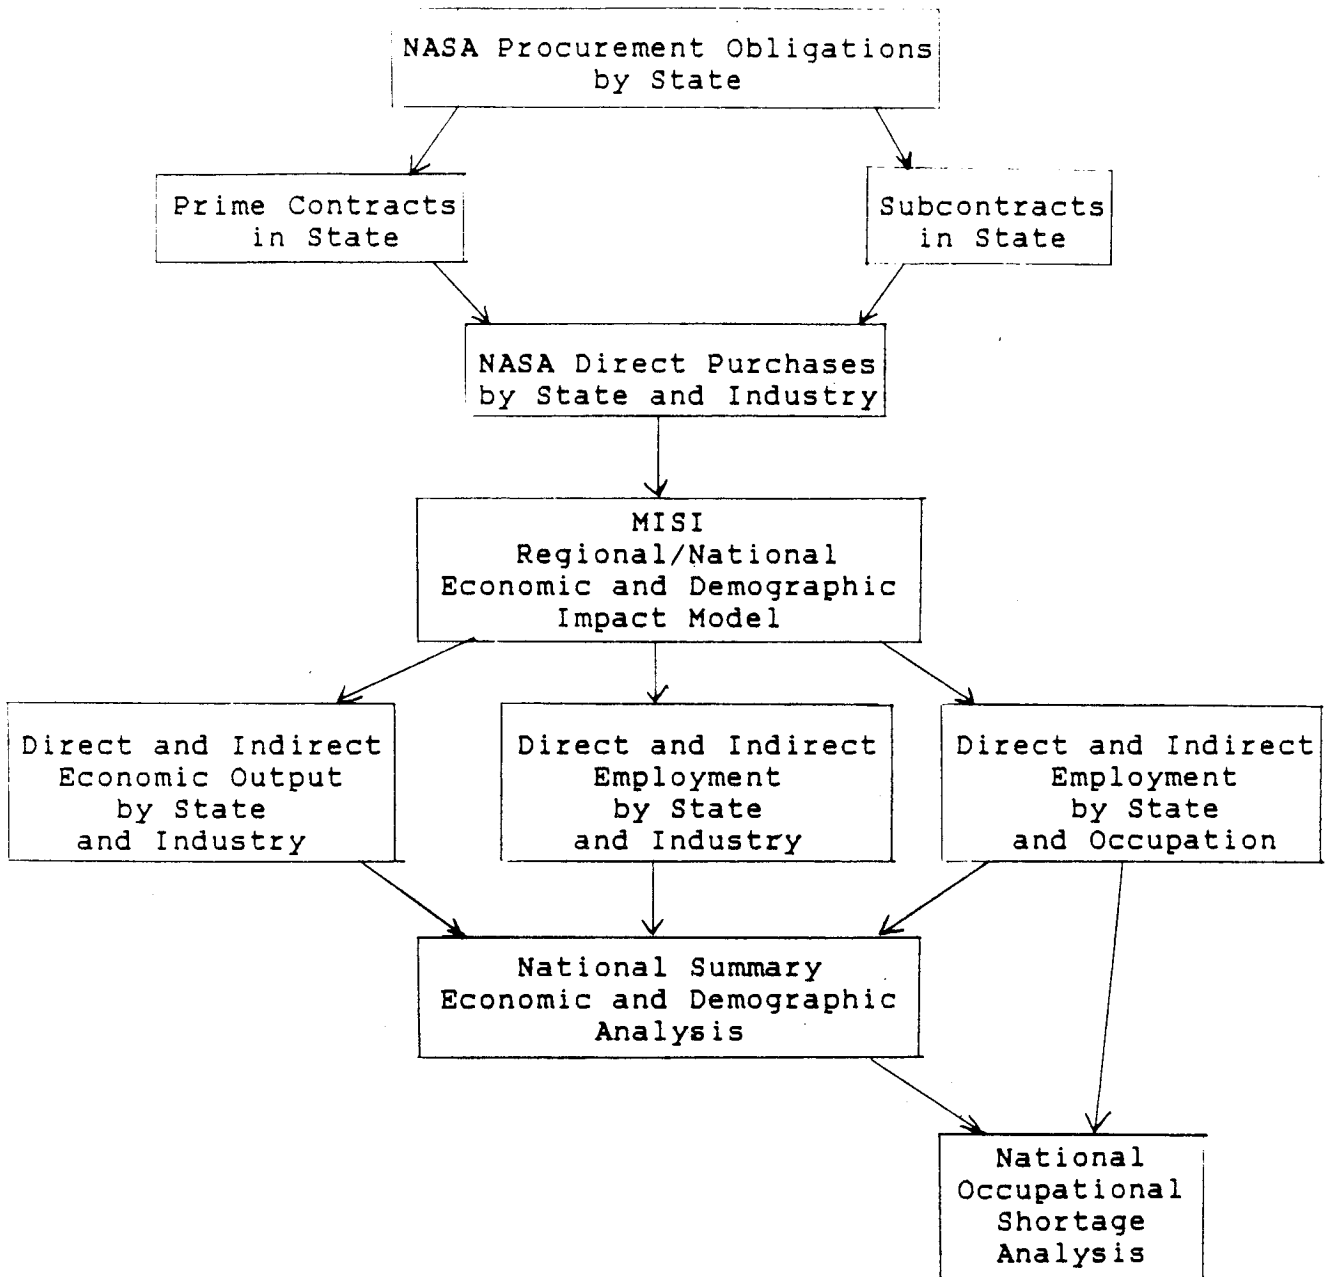 NASA Procurement Obligations
by State
Prime Contracts
in State
Subcontracts
in State
NASA Direct Purchases
by State and Industry
MISI
Regional/National
Economic and Demographic
Impact Model
Direct and Indirect
Economic Output
by State
and Industry
Direct and Indirect
Employment
by State
and Industry
Direct and Indirect
Employment
by State
and Occupation
National Summary
Economic and Demographic
Analysis
National
Occupational
Shortage
Analysis